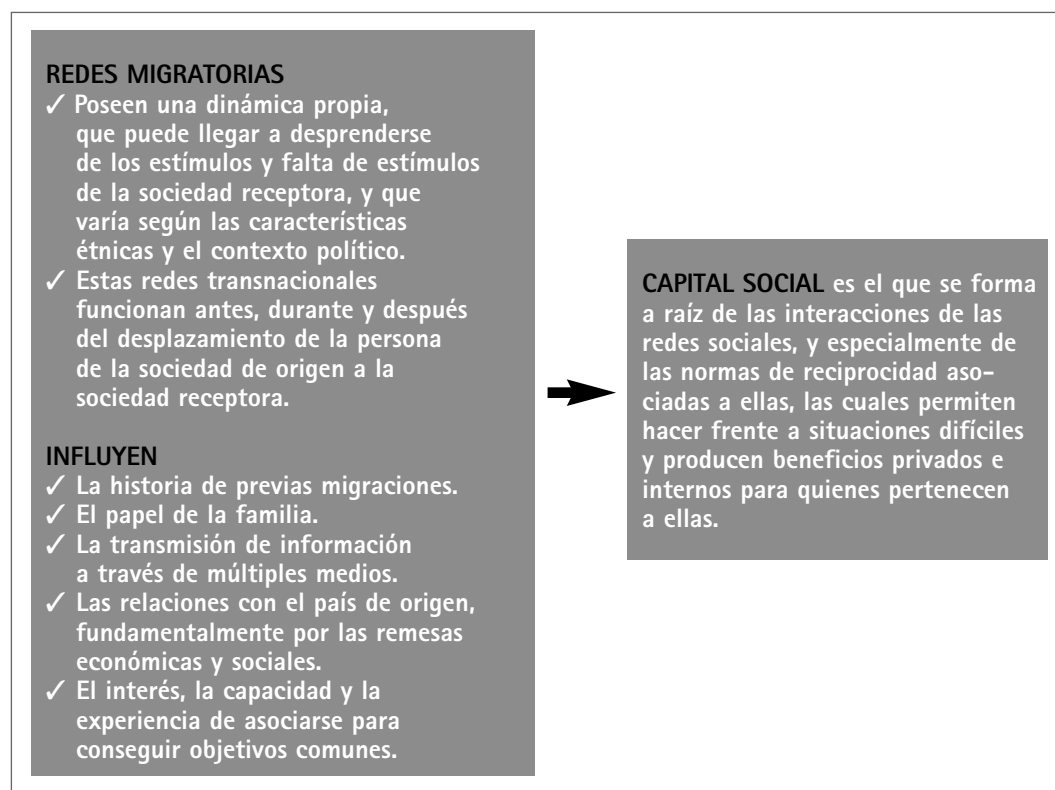 REDES MIGRATORIAS
✓ Poseen una dinámica propia,
que puede llegar a desprenderse
de los estímulos y falta de estímulos
de la sociedad receptora, y que
varía según las características
étnicas y el contexto político.
✓ Estas redes transnacionales
funcionan antes, durante y después
del desplazamiento de la persona
de la sociedad de origen a la
sociedad receptora.
INFLUYEN
✓ La historia de previas migraciones.
✓ El papel de la familia.
✓ La transmisión de información
a través de múltiples medios.
✓ Las relaciones con el país de origen,
fundamentalmente por las remesas
económicas y sociales.
✓ El interés, la capacidad y la
experiencia de asociarse para
conseguir objetivos comunes.
CAPITAL SOCIAL es el que se forma
a raíz de las interacciones de las
redes sociales, y especialmente de
las normas de reciprocidad aso-
ciadas a ellas, las cuales permiten
hacer frente a situaciones difíciles
y producen beneficios privados e
internos para quienes pertenecen
a ellas.